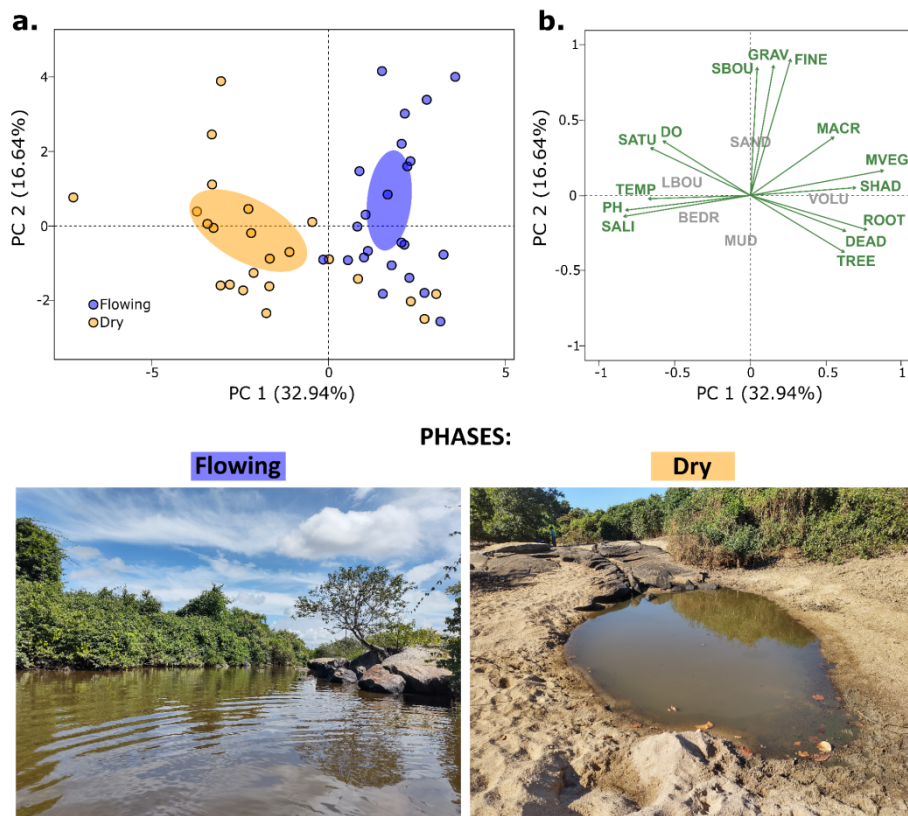 a.
PC 2 (16.64%)
4
2
0
-2
Flowing
Dry
-5
0
5
PC 1 (32.94%)
b.
PC 2 (16.64%)
1
0.5
0
-0.5
-1
GRAV
SBOU
FINE
MACR
SAND
DO
SATU
MVEG
LBOU
TEMP
SHAD
VOLU
PH
BEDR
ROOT
SALI
DEAD
MUD
TREE
-1
-0.5
0
0.5
1
PC 1 (32.94%)
PHASES:
Flowing
Dry